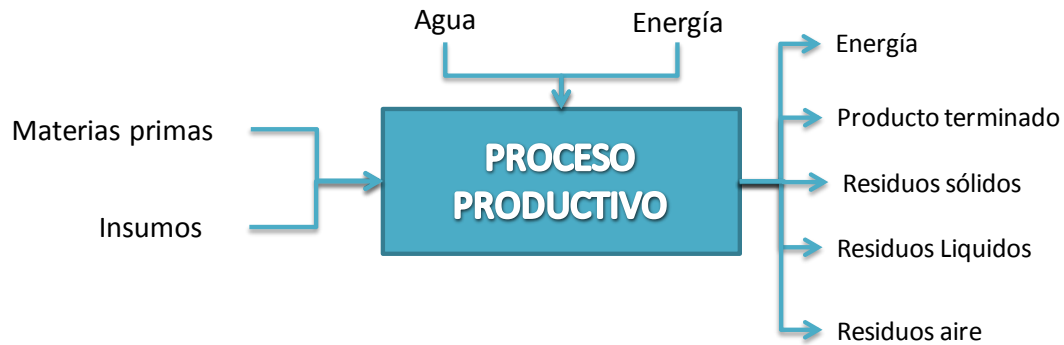 Agua
Energía
Materias primas
Insumos
PROCESO
PRODUCTIVO
Energía
Producto terminado
Residuos sólidos
Residuos Liquidos
Residuos aire